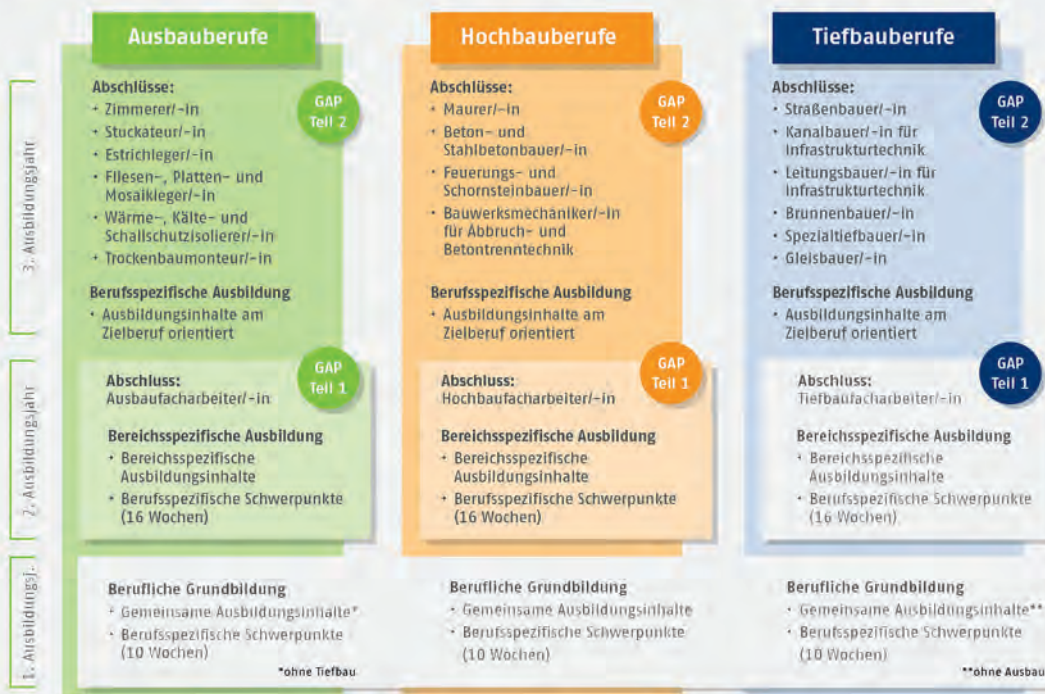 Ausbauberufe
Abschlüsse:
• Zimmerer/-in
• Stuckateur/-in
• Estrichleger/-in
• Fliesen-, Platten- und
Mosaikleger/-in
• Wärme-, Kälte- und
Schallschutzisolierer/-in
• Trockenbaumonteur/-in
GAP
Teil 2
Berufsspezifische Ausbildung
• Ausbildungsinhalte am
Zielberuf orientiert
Hochbauberufe
Abschlüsse:
• Maurer/-in
• Beton- und
Stahlbetonbauer/-in
• Feuerungs- und
Schornsteinbauer/-in
• Bauwerksmechaniker/-in
für Abbruch- und
Betontrenntechnik
GAP
Teil 2
Berufsspezifische Ausbildung
• Ausbildungsinhalte am
Zielberuf orientiert
Tiefbauberufe
Abschlüsse:
• Straßenbauer/-in
• Kanalbauer/-in für
Infrastrukturtechnik
• Leitungsbauer/-in für
Infrastrukturtechnik
• Brunnenbauer/-in
• Spezialtiefbauer/-in
• Gleisbauer/-in
GAP
Teil 2
Berufsspezifische Ausbildung
• Ausbildungsinhalte am
Zielberuf orientiert
3. Ausbildungsjahr
Abschluss:
Ausbaufacharbeiter/-in
GAP
Teil 1
Bereichsspezifische Ausbildung
• Bereichsspezifische
Ausbildungsinhalte
• Berufsspezifische Schwerpunkte
(16 Wochen)
Abschluss:
Hochbaufacharbeiter/-in
GAP
Teil 1
Bereichsspezifische Ausbildung
• Bereichsspezifische
Ausbildungsinhalte
• Berufsspezifische Schwerpunkte
(16 Wochen)
Abschluss:
Tiefbaufacharbeiter/-in
GAP
Teil 1
Bereichsspezifische Ausbildung
• Bereichsspezifische
Ausbildungsinhalte
• Berufsspezifische Schwerpunkte
(16 Wochen)
2. Ausbildungsjahr
Berufliche Grundbildung
• Gemeinsame Ausbildungsinhalte*
• Berufsspezifische Schwerpunkte
(10 Wochen)
*ohne Tiefbau
Berufliche Grundbildung
• Gemeinsame Ausbildungsinhalte
• Berufsspezifische Schwerpunkte
(10 Wochen)
Berufliche Grundbildung
• Gemeinsame Ausbildungsinhalte**
• Berufsspezifische Schwerpunkte
(10 Wochen)
**ohne Ausbau
1. Ausbildungsj.